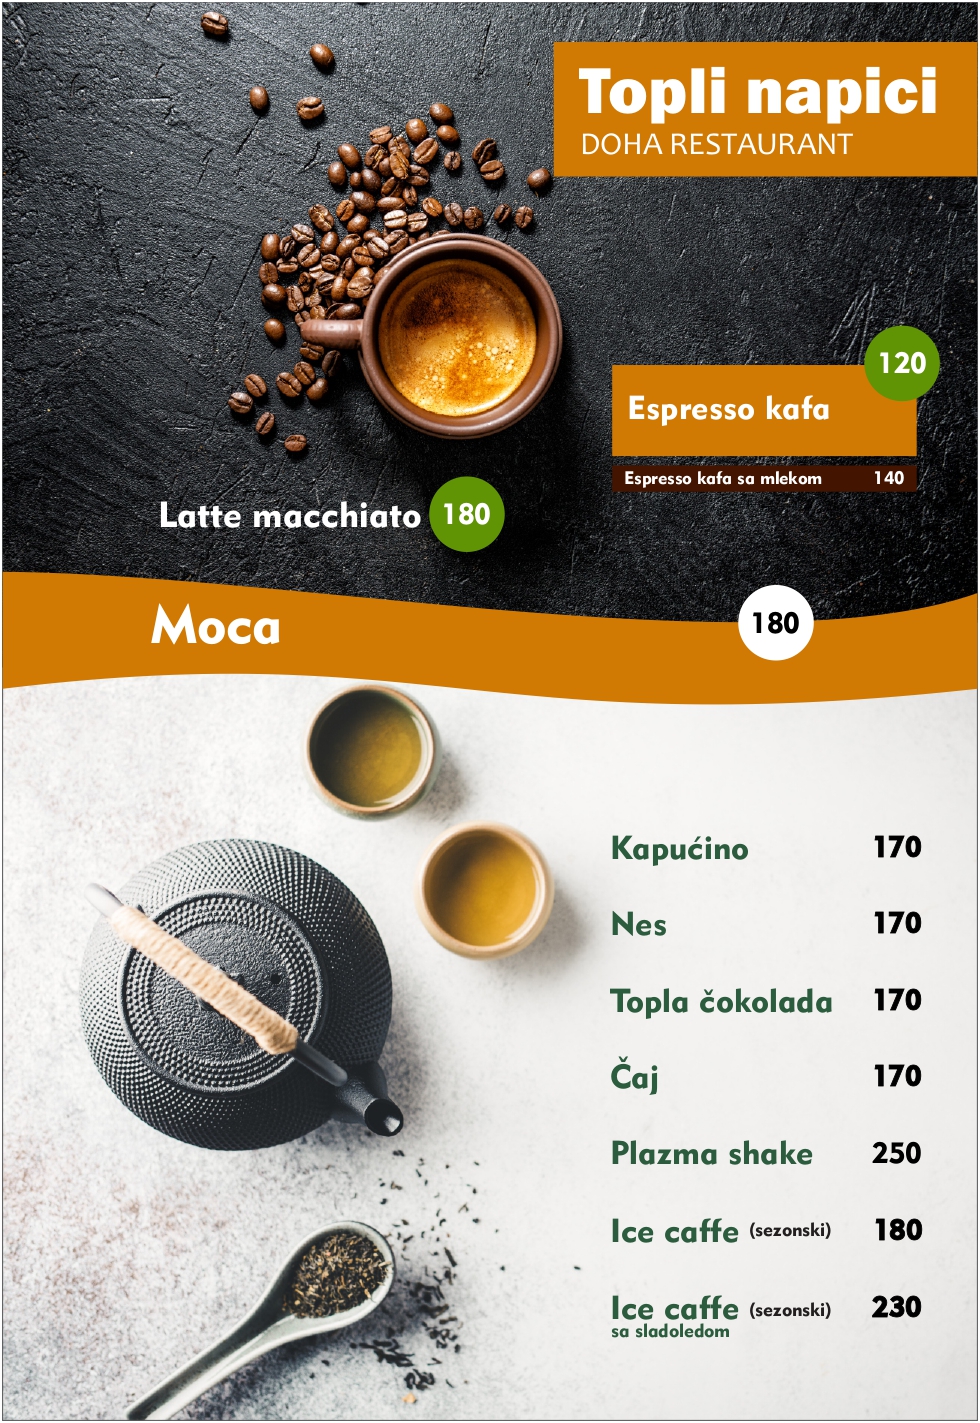 Topli napici
DOHA RESTAURANT
120
Espresso kafa
Espresso kafa sa mlekom 140
Latte macchiato 180
Moca 180
Kapućino 170
Nes 170
Topla čokolada 170
Čaj 170
Plazma shake 250
Ice caffe (sezonski) 180
Ice caffe (sezonski) 230
sa sladoledom